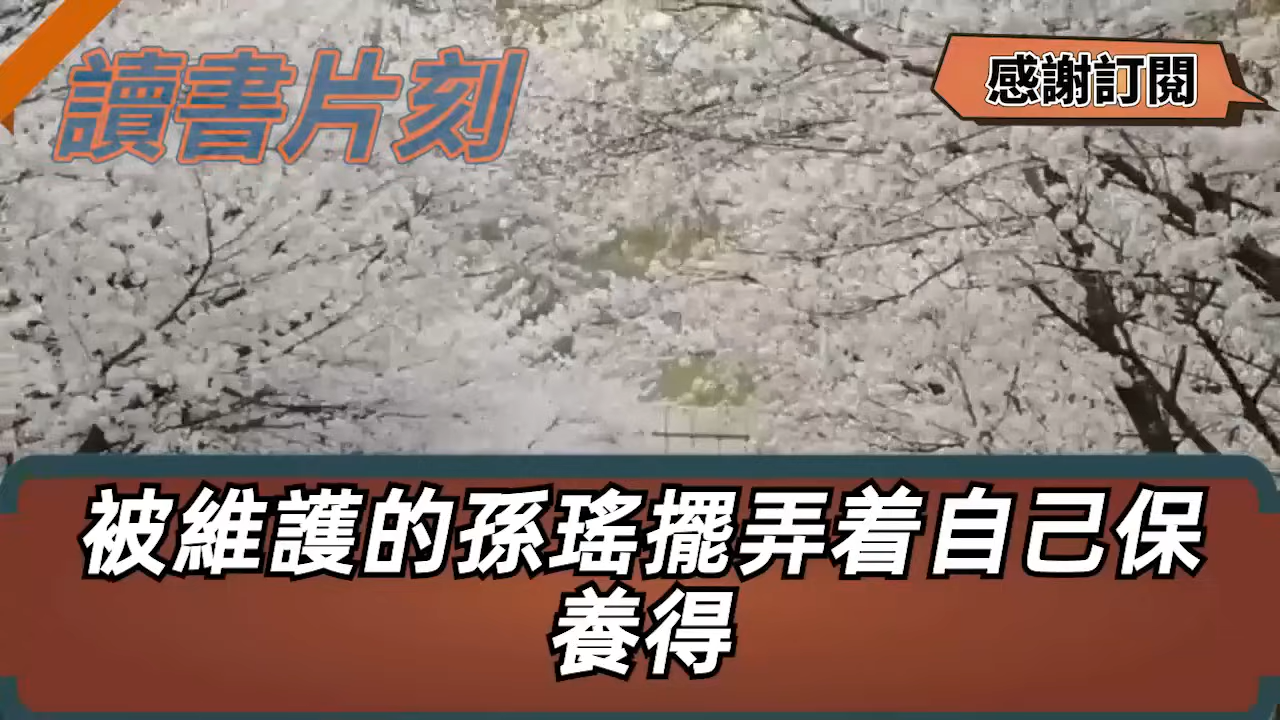 讀書片刻
感謝訂閱
被維護的孫瑤擺弄着自己保
養得